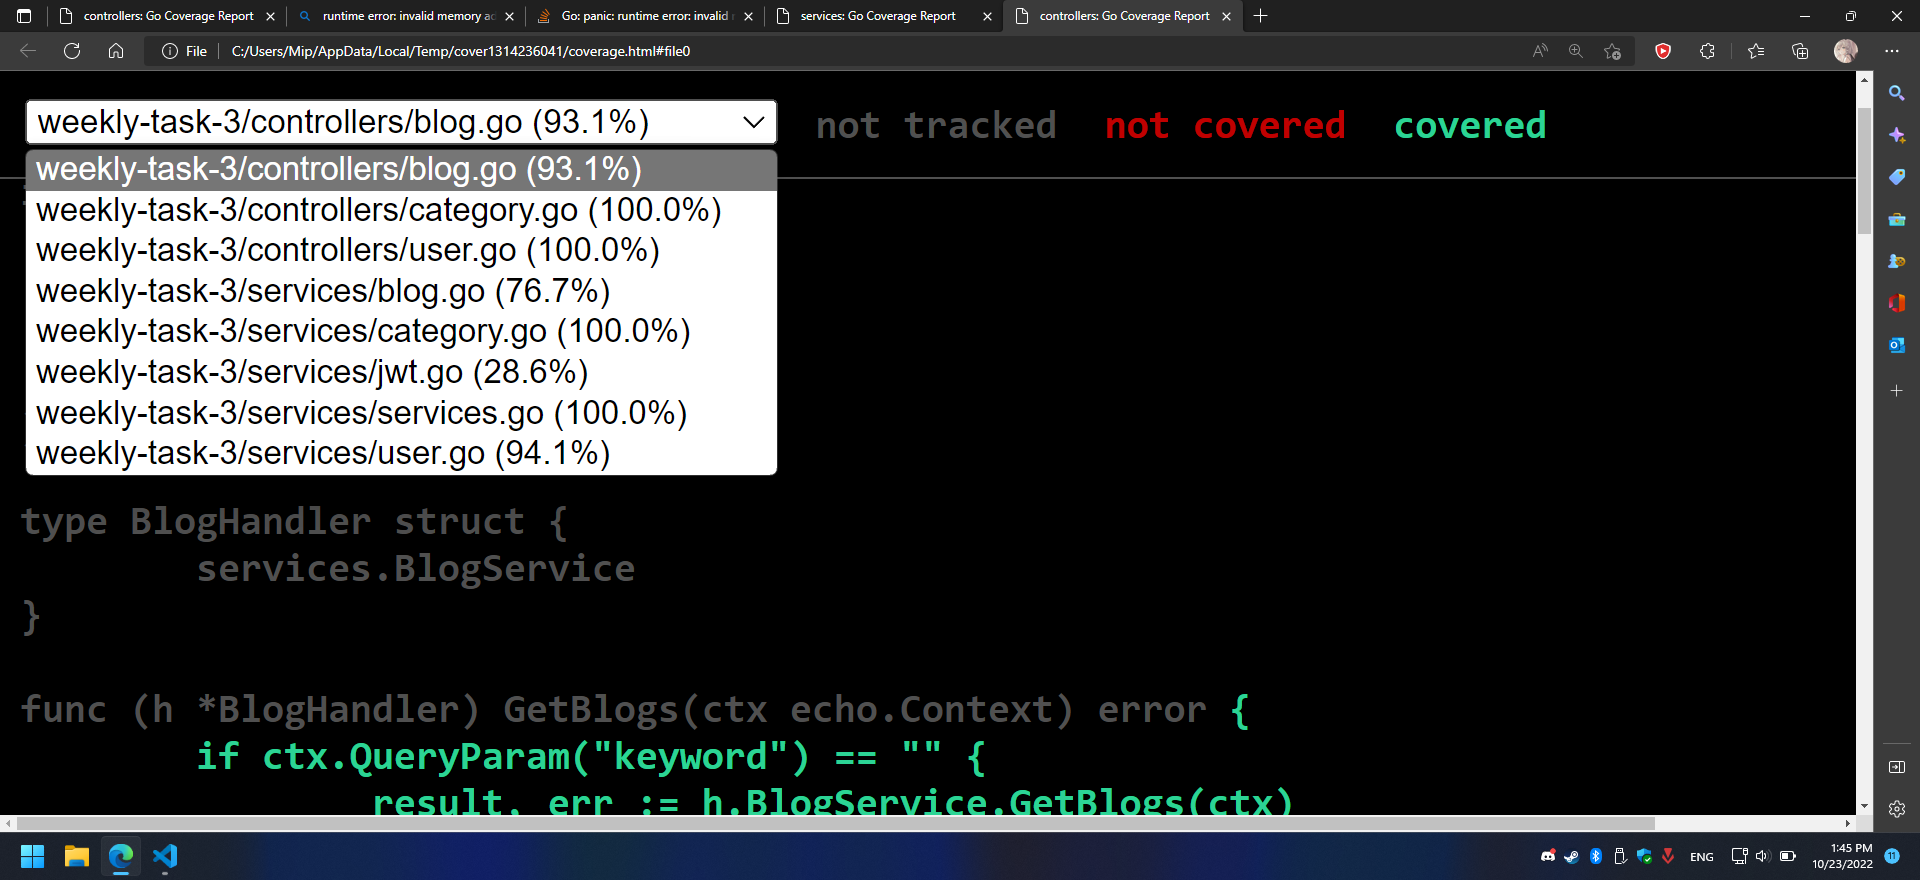 controllers: Go Coverage Report
runtime error: invalid memory ad
Go: panic: runtime error: invalid
services: Go Coverage Report
controllers: Go Coverage Report
File
C:/Users/Mip/AppData/Local/Temp/cover1314236041/coverage.html#file0
weekly-task-3/controllers/blog.go (93.1%)
not tracked not covered covered
weekly-task-3/controllers/blog.go (93.1%)
weekly-task-3/controllers/category.go (100.0%)
weekly-task-3/controllers/user.go (100.0%)
weekly-task-3/services/blog.go (76.7%)
weekly-task-3/services/category.go (100.0%)
weekly-task-3/services/jwt.go (28.6%)
weekly-task-3/services/services.go (100.0%)
weekly-task-3/services/user.go (94.1%)
type BlogHandler struct {
services.BlogService
}
func (h *BlogHandler) GetBlogs(ctx echo.Context) error {
if ctx.QueryParam("keyword") == "" {
result, err := h.BlogService.GetBlogs(ctx)
ENG
1:45 PM
10/23/2022
11